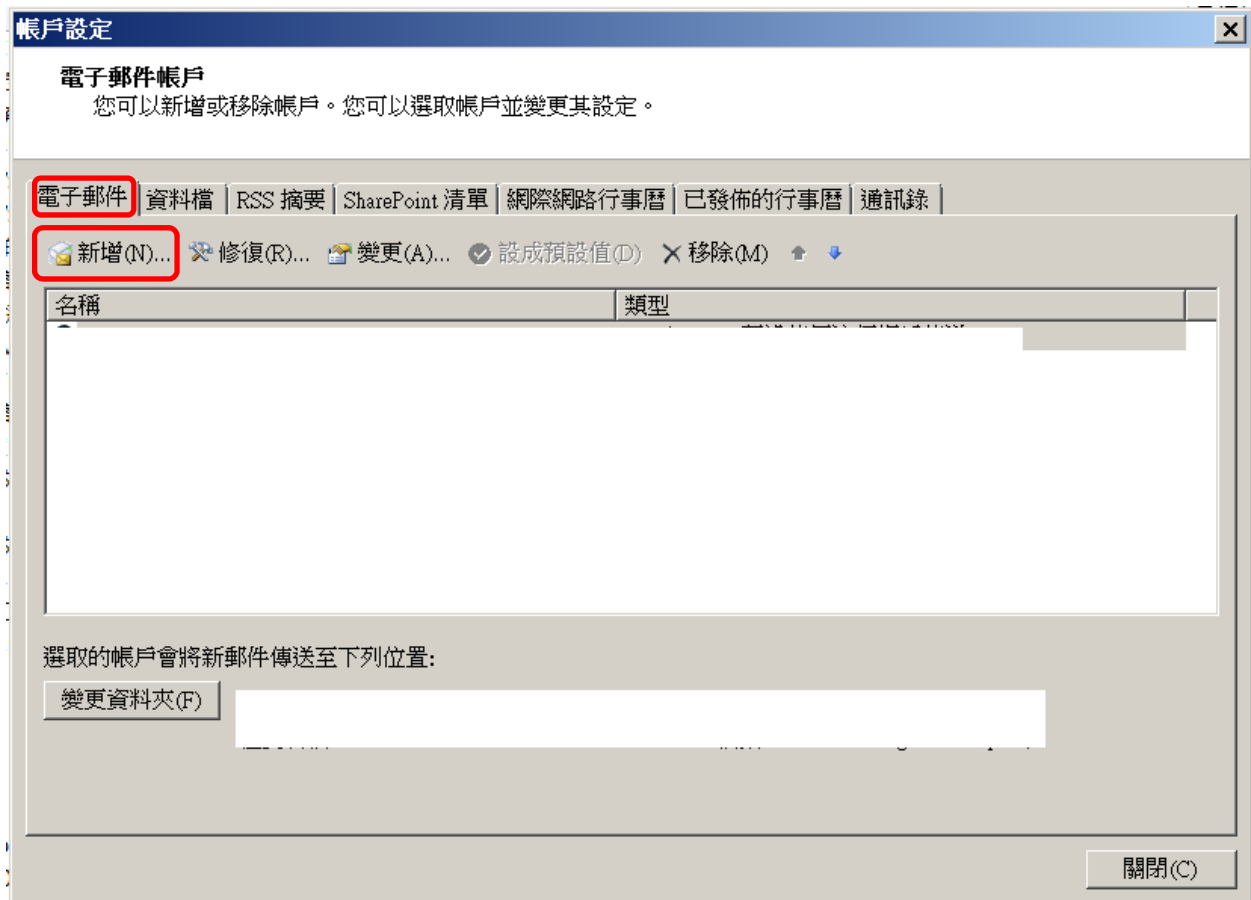 帳戶設定
電子郵件帳戶
您可以新增或移除帳戶。您可以選取帳戶並變更其設定。
電子郵件 資料檔 RSS 摘要 SharePoint 清單 網際網路行事曆 已發佈的行事曆 通訊錄
新增(N)... 修復(R)... 變更(A)... 設成預設值(D) 移除(M)
名稱 類型
選取的帳戶會將新郵件傳送至下列位置:
變更資料夾(F)
關閉(C)